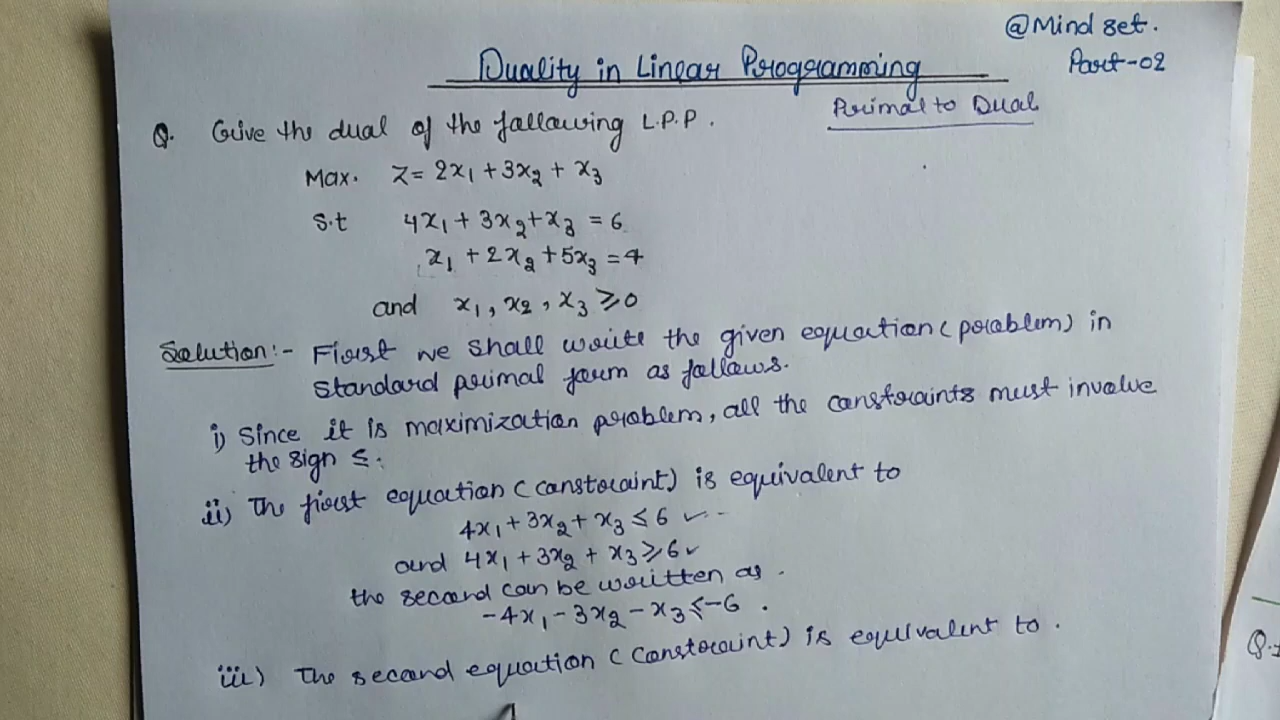 @Mind set.
Part-02
Duality in Linear Programming
Primal to Dual
Q. Give the dual of the following L.P.P.
Max. Z= 2x₁ + 3x₂ + x₃
S.t 4x₁ + 3x₂ + x₃ = 6
x₁ + 2x₂ + 5x₃ = 4
and x₁, x₂, x₃ ≥ 0
Solution:- First we shall write the given equation (problem) in
standard primal form as follows.
i) Since it is maximization problem, all the constraints must involve
the sign ≤.
ii) The first equation (constraint) is equivalent to
4x₁ + 3x₂ + x₃ ≤ 6 ✓
and 4x₁ + 3x₂ + x₃ ≥ 6 ✓
the second can be written as.
-4x₁ - 3x₂ - x₃ ≤ -6.
iii) The second equation (constraint) is equivalent to.